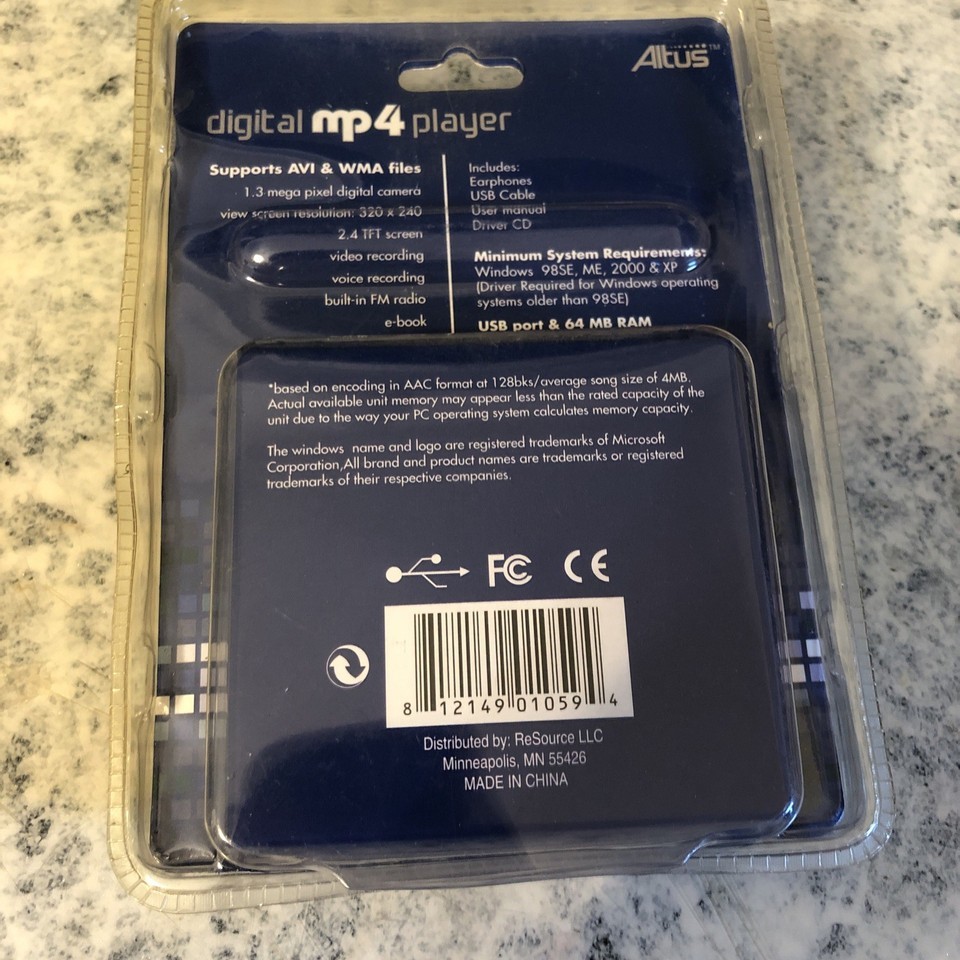 Altus™
digital mp4 player
Supports AVI & WMA files
1.3 mega pixel digital camera
view screen resolution: 320 x 240
2.4 TFT screen
video recording
voice recording
built-in FM radio
e-book
Includes:
Earphones
USB Cable
User manual
Driver CD
Minimum System Requirements:
Windows 98SE, ME, 2000 & XP
(Driver Required for Windows operating
systems older than 98SE)
USB port & 64 MB RAM
*based on encoding in AAC format at 128bks/average song size of 4MB.
Actual available unit memory may appear less than the rated capacity of the
unit due to the way your PC operating system calculates memory capacity.
The windows name and logo are registered trademarks of Microsoft
Corporation,All brand and product names are trademarks or registered
trademarks of their respective companies.
FC CE
8 12149 01059 4
Distributed by: ReSource LLC
Minneapolis, MN 55426
MADE IN CHINA